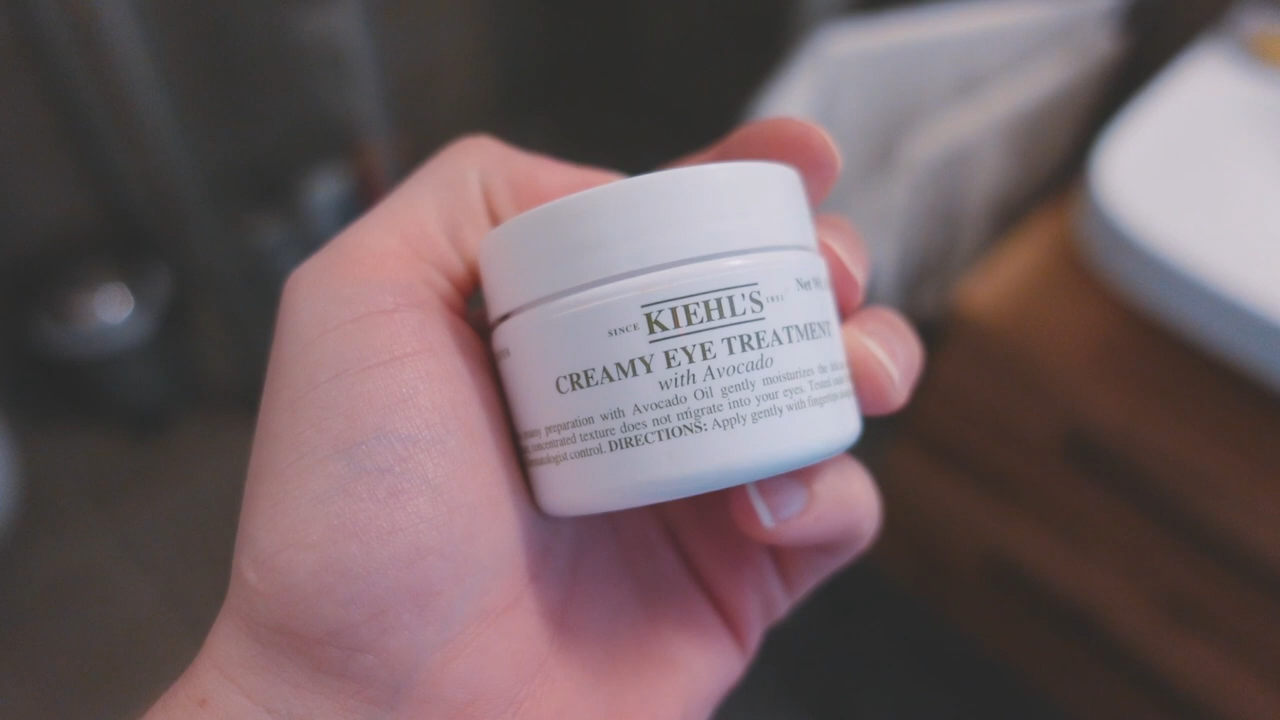 Net Wt.
SINCE KIEHL'S 1851
CREAMY EYE TREATMENT
with Avocado
preparation with Avocado Oil gently moisturizes the
concentrated texture does not migrate into your eyes. Tested
control. DIRECTIONS: Apply gently with fingertips